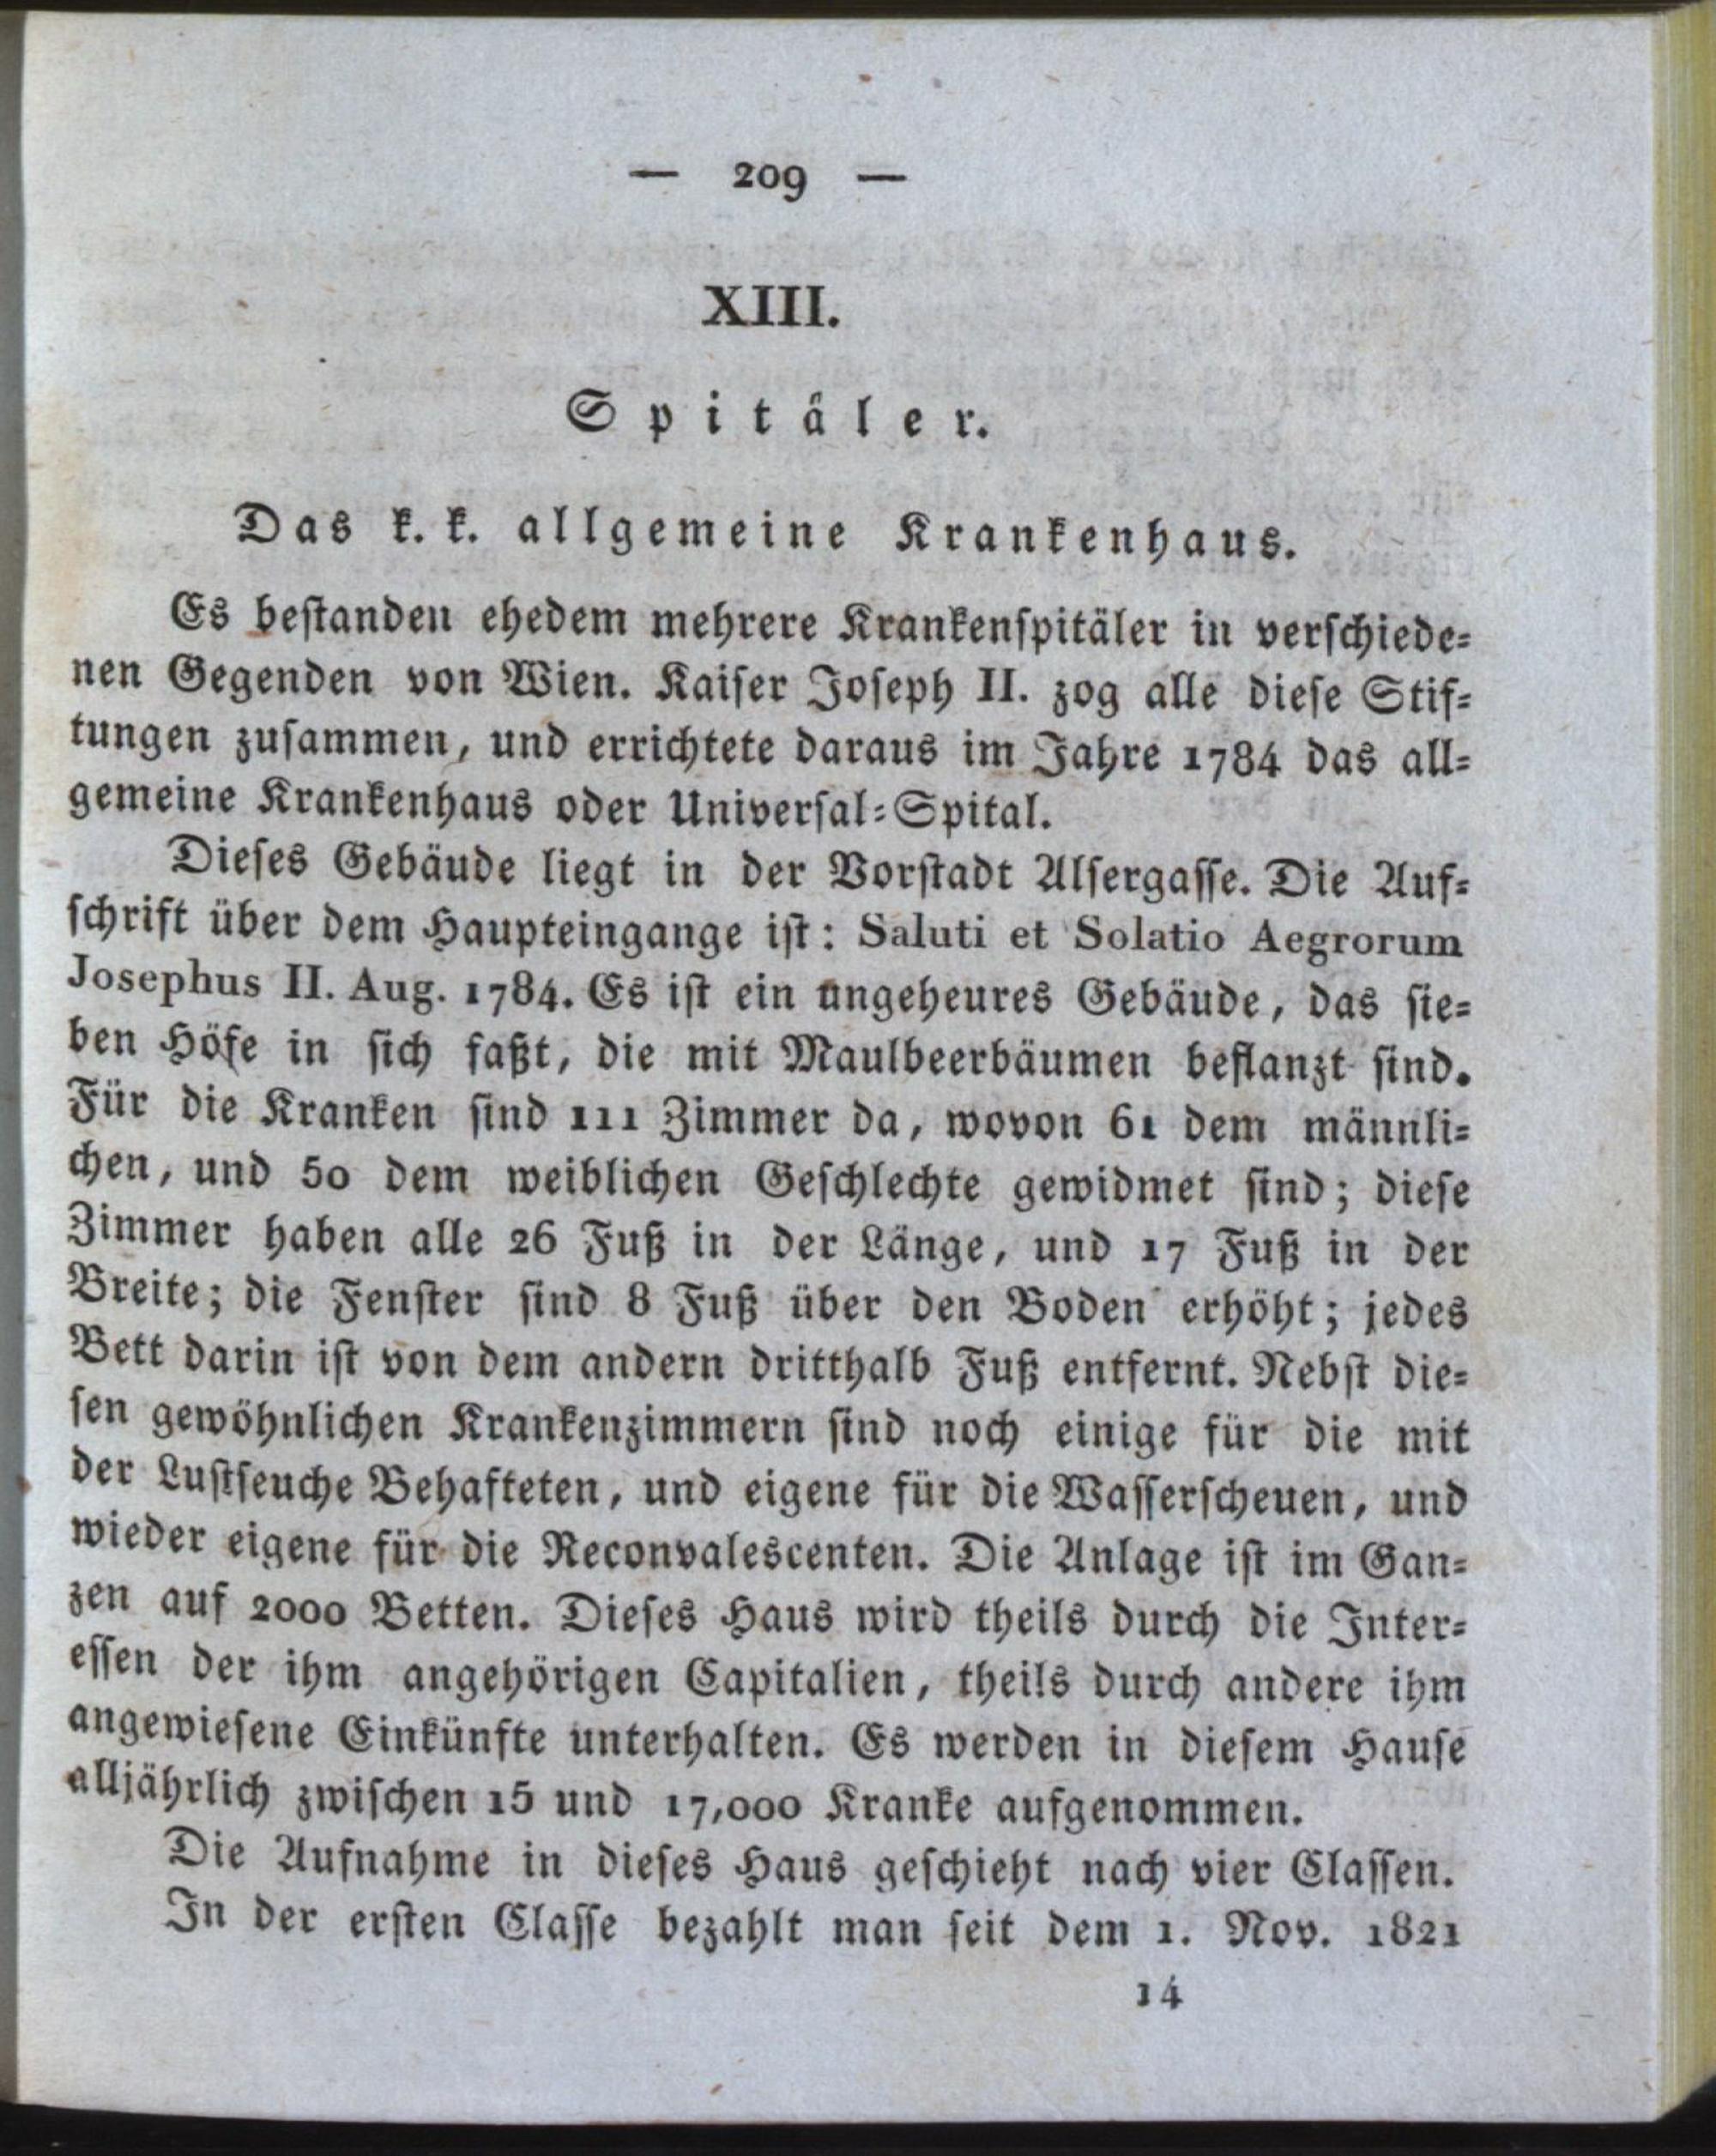 — 209 —
XIII.
Spitäler.
Das k. k. allgemeine Krankenhaus.
Es bestanden ehedem mehrere Krankenspitäler in verschiede-
nen Gegenden von Wien. Kaiser Joseph II. zog alle diese Stif-
tungen zusammen, und errichtete daraus im Jahre 1784 das all-
gemeine Krankenhaus oder Universal-Spital.
Dieses Gebäude liegt in der Vorstadt Alsergasse. Die Auf-
schrift über dem Haupteingange ist: Saluti et Solatio Aegrorum
Josephus II. Aug. 1784. Es ist ein ungeheures Gebäude, das sie-
ben Höfe in sich faßt, die mit Maulbeerbäumen beflanzt sind.
Für die Kranken sind 111 Zimmer da, wovon 61 dem männli-
chen, und 50 dem weiblichen Geschlechte gewidmet sind; diese
Zimmer haben alle 26 Fuß in der Länge, und 17 Fuß in der
Breite; die Fenster sind 8 Fuß über den Boden erhöht; jedes
Bett darin ist von dem andern dritthalb Fuß entfernt. Nebst die-
sen gewöhnlichen Krankenzimmern sind noch einige für die mit
der Lustseuche Behafteten, und eigene für die Wasserscheuen, und
wieder eigene für die Reconvalescenten. Die Anlage ist im Gan-
zen auf 2000 Betten. Dieses Haus wird theils durch die Inter-
essen der ihm angehörigen Capitalien, theils durch andere ihm
angewiesene Einkünfte unterhalten. Es werden in diesem Hause
alljährlich zwischen 15 und 17,000 Kranke aufgenommen.
Die Aufnahme in dieses Haus geschieht nach vier Classen.
In der ersten Classe bezahlt man seit dem 1. Nov. 1821
14